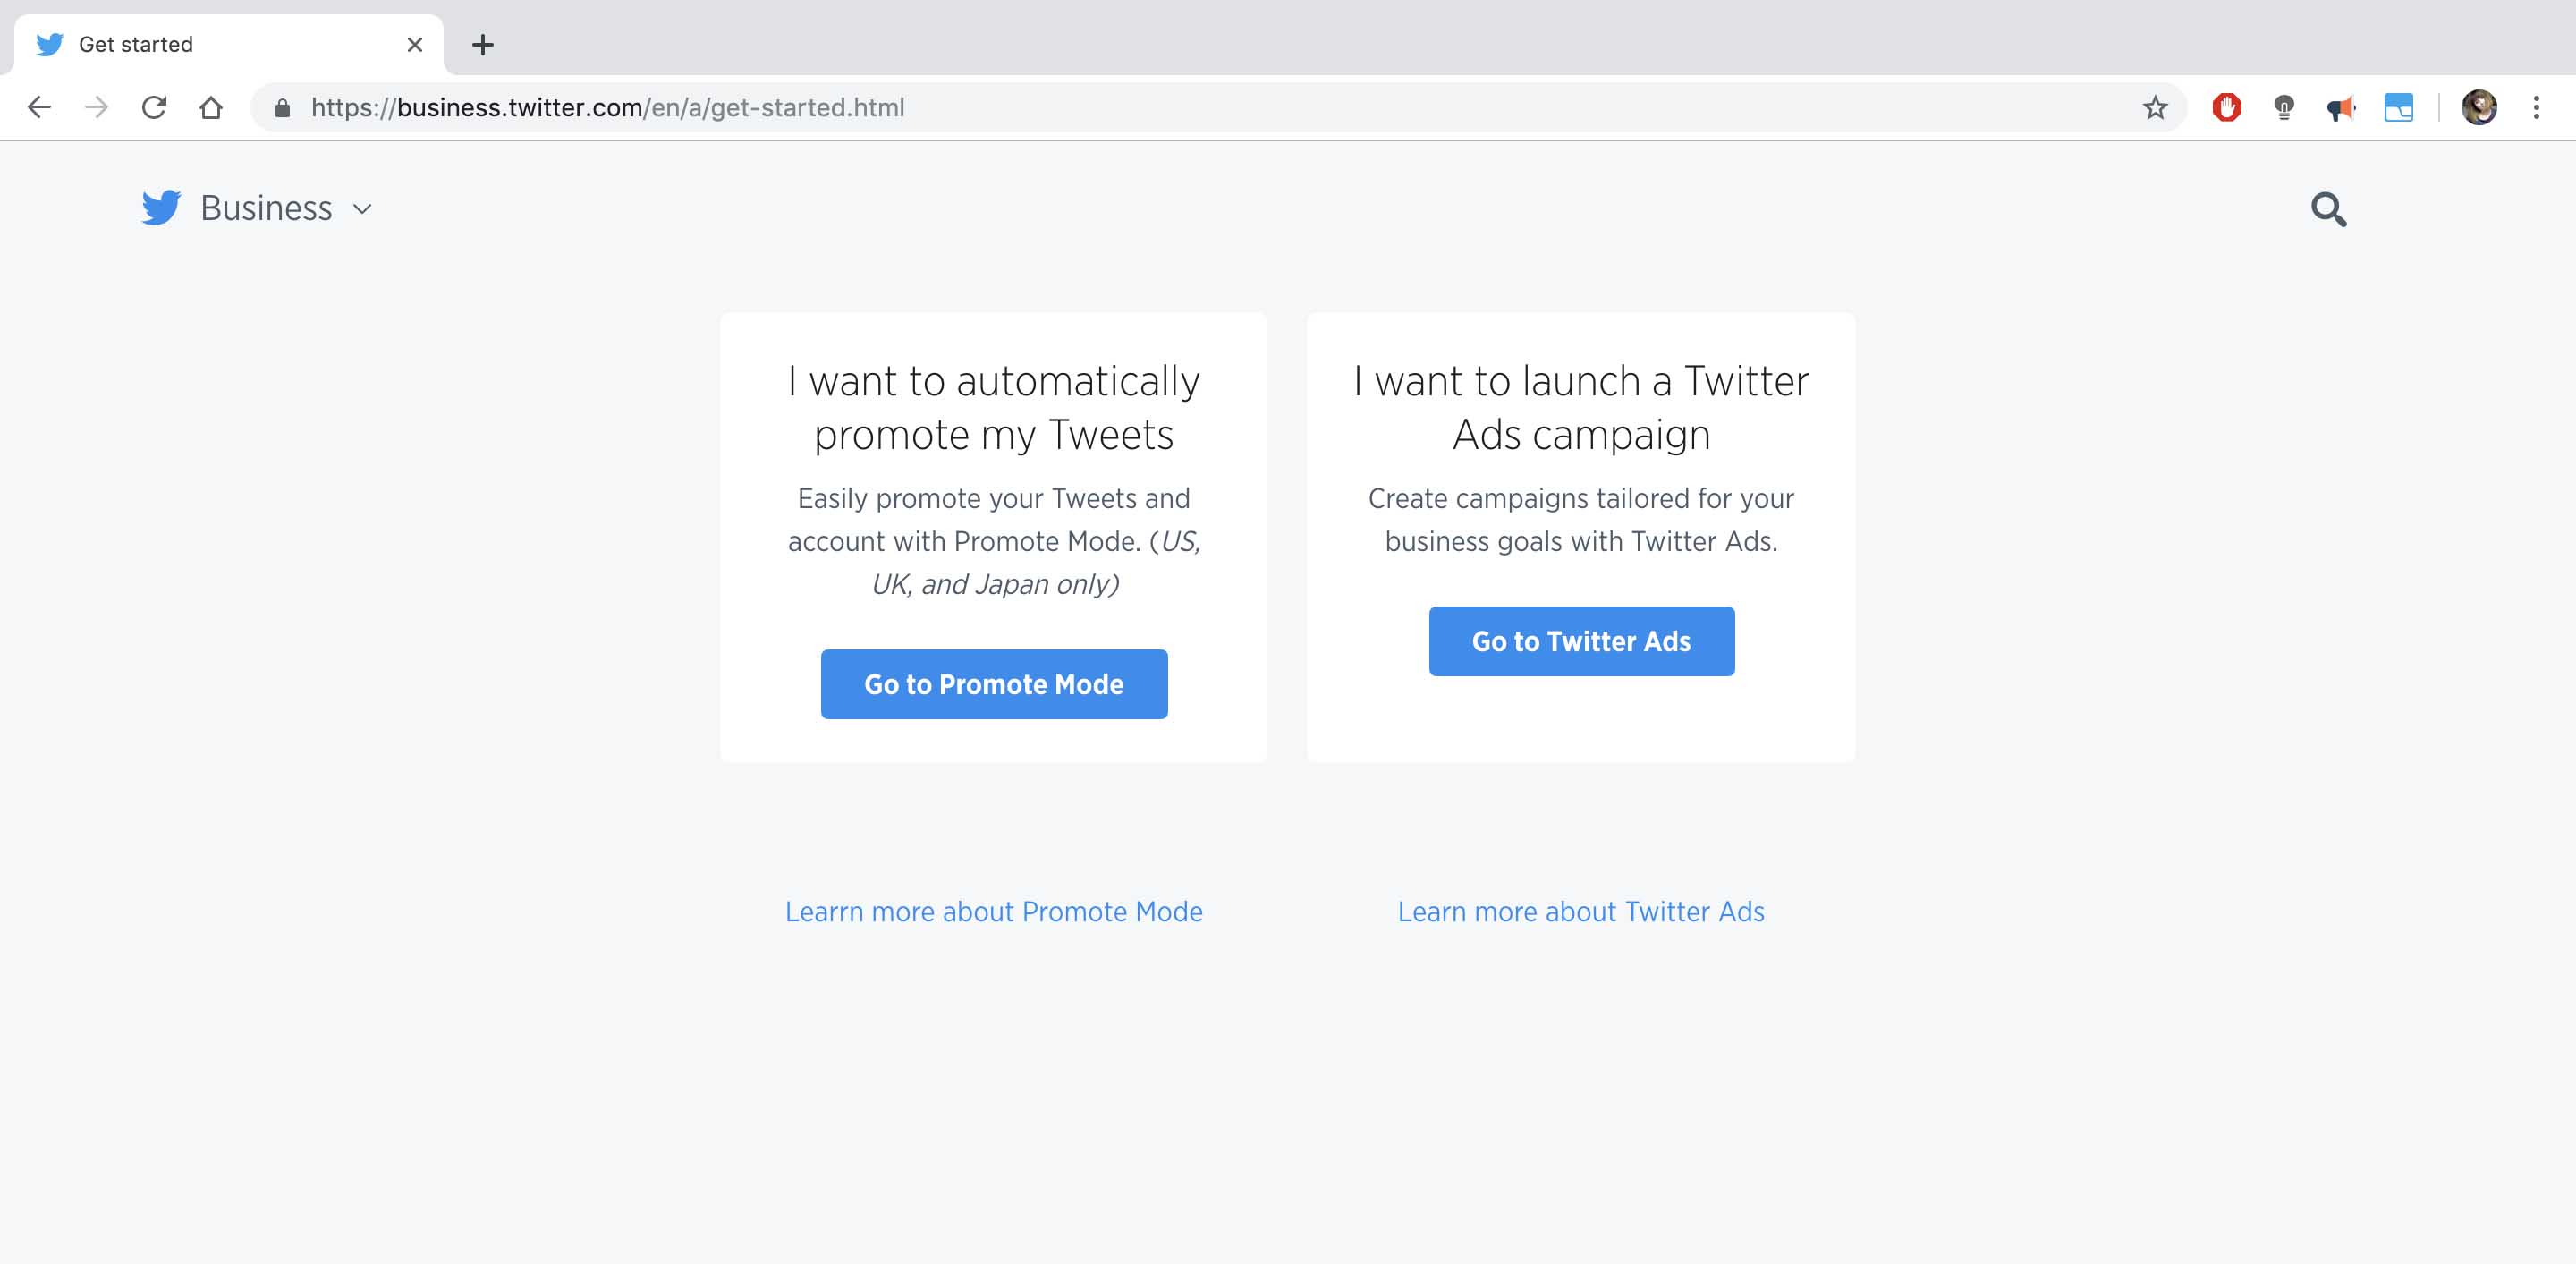 Get started
https://business.twitter.com/en/a/get-started.html
Business
I want to automatically
promote my Tweets
Easily promote your Tweets and
account with Promote Mode. (US,
UK, and Japan only)
Go to Promote Mode
I want to launch a Twitter
Ads campaign
Create campaigns tailored for your
business goals with Twitter Ads.
Go to Twitter Ads
Learrn more about Promote Mode
Learn more about Twitter Ads